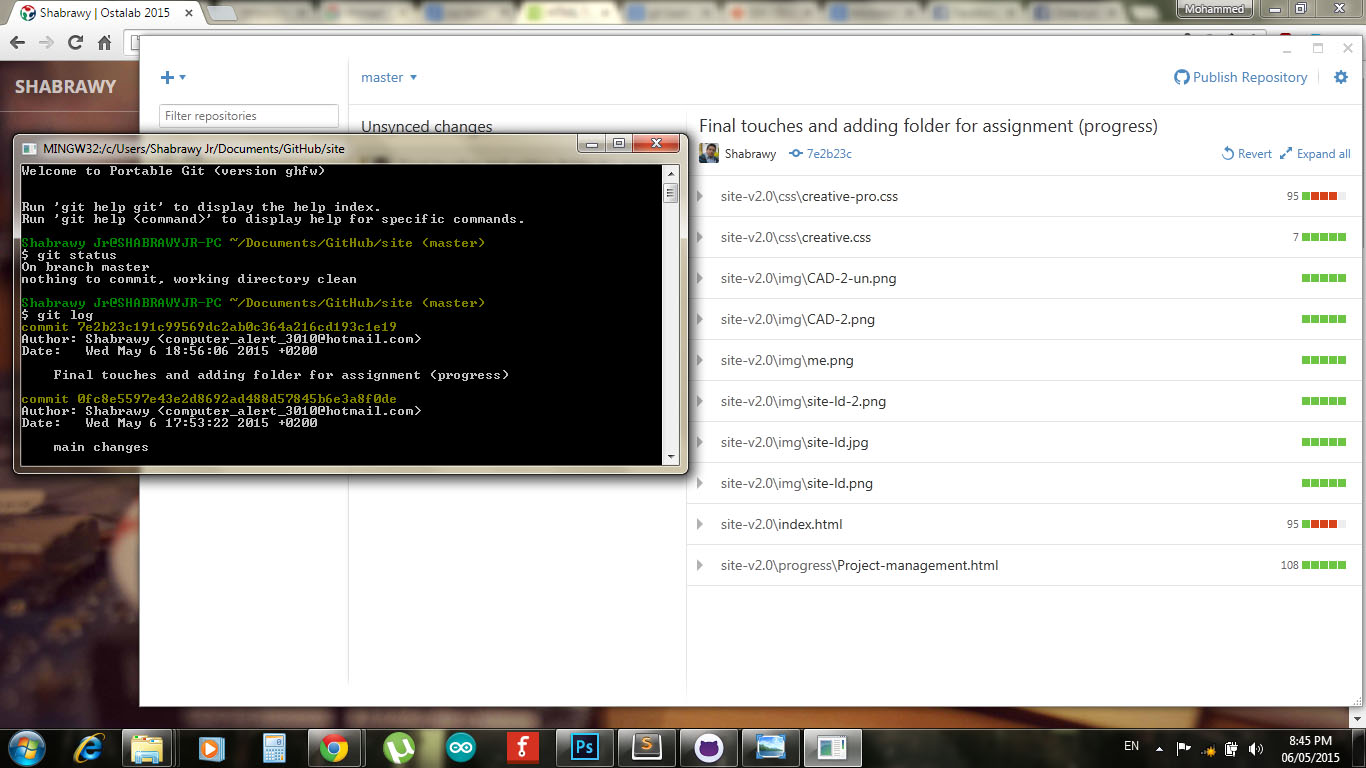 Shabrawy | Ostalab 2015
Mohammed
SHABRAWY
Filter repositories
master
Publish Repository
Unsynced changes
Final touches and adding folder for assignment (progress)
Shabrawy 7e2b23c Revert Expand all
site-v2.0\css\creative-pro.css 95
site-v2.0\css\creative.css 7
site-v2.0\img\CAD-2-un.png
site-v2.0\img\CAD-2.png
site-v2.0\img\me.png
site-v2.0\img\site-ld-2.png
site-v2.0\img\site-ld.jpg
site-v2.0\img\site-ld.png
site-v2.0\index.html 95
site-v2.0\progress\Project-management.html 108
MINGW32:/c/Users/Shabrawy Jr/Documents/GitHub/site
Welcome to Portable Git (version ghfw)
Run 'git help git' to display the help index.
Run 'git help <command>' to display help for specific commands.
Shabrawy Jr@SHABRAWYJR-PC ~/Documents/GitHub/site (master)
$ git status
On branch master
nothing to commit, working directory clean
Shabrawy Jr@SHABRAWYJR-PC ~/Documents/GitHub/site (master)
$ git log
commit 7e2b23c191c99569dc2ab0c364a216cd193c1e19
Author: Shabrawy <computer_alert_3010@hotmail.com>
Date: Wed May 6 18:56:06 2015 +0200
Final touches and adding folder for assignment (progress)
commit 0fc8e5597e43e2d8692ad488d57845b6e3a8f0de
Author: Shabrawy <computer_alert_3010@hotmail.com>
Date: Wed May 6 17:53:22 2015 +0200
main changes
Ps
S
EN
8:45 PM
06/05/2015